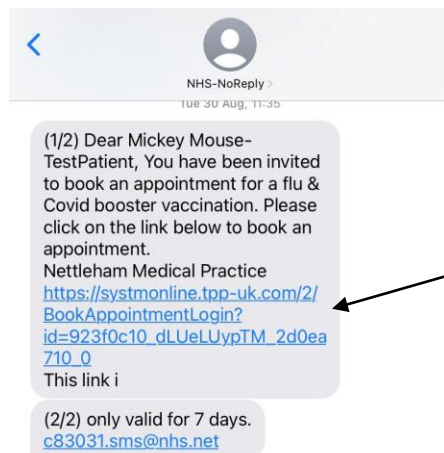 NHS-NoReply
Tue 30 Aug, 11:35
(1/2) Dear Mickey Mouse-
TestPatient, You have been invited
to book an appointment for a flu &
Covid booster vaccination. Please
click on the link below to book an
appointment.
Nettleham Medical Practice
https://systmonline.tpp-uk.com/2/
BookAppointmentLogin?
id=923f0c10_dLUeLUypTM_2d0ea
710_0
This link i
(2/2) only valid for 7 days.
c83031.sms@nhs.net